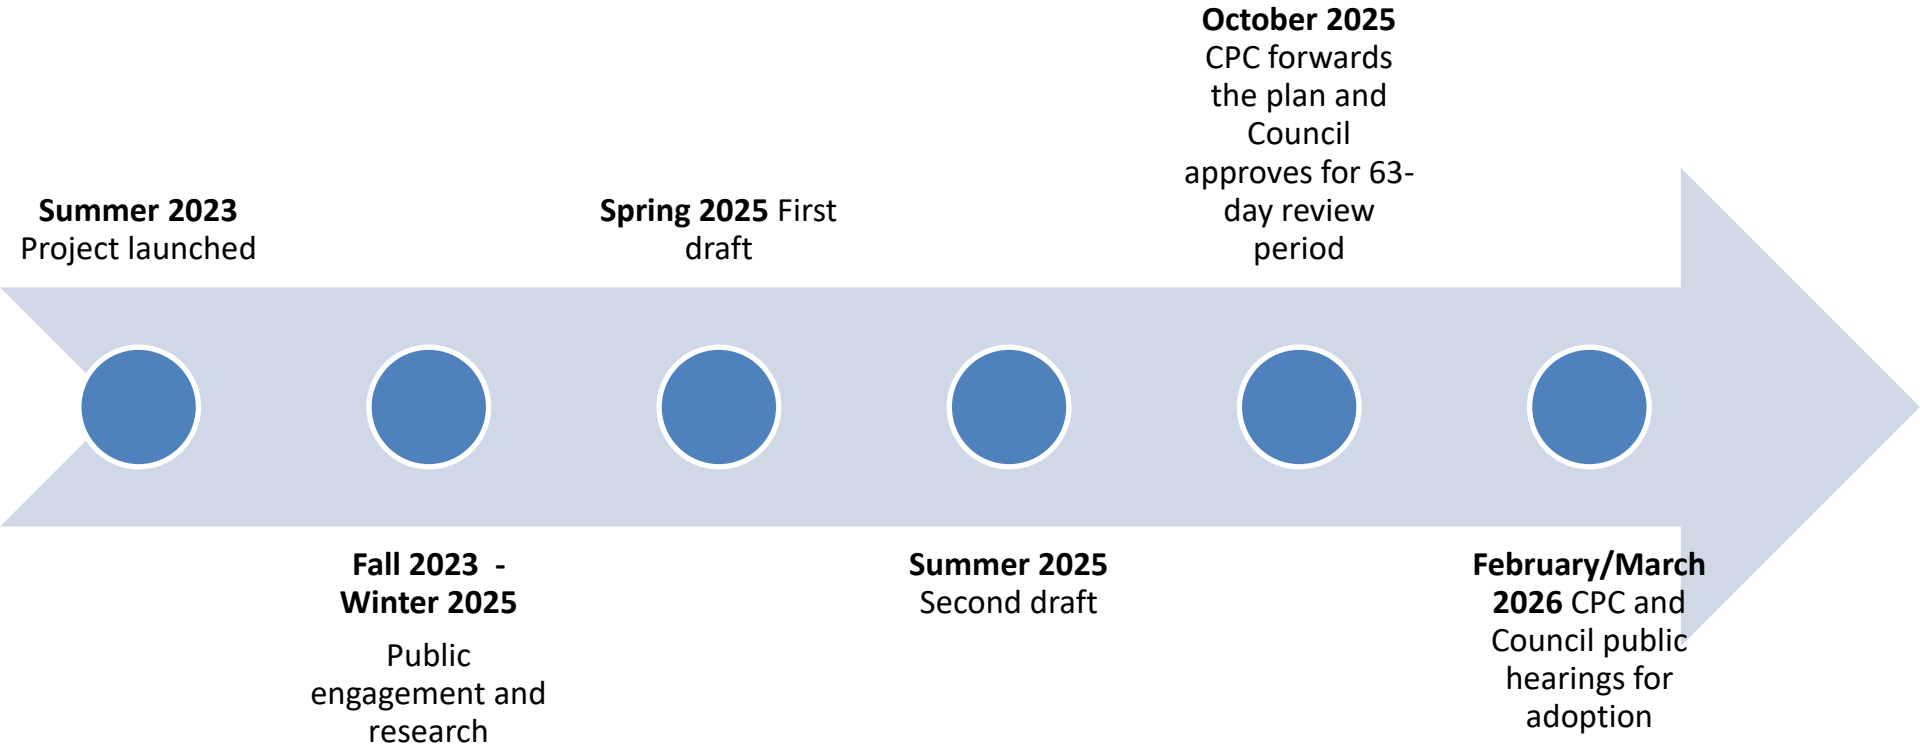 Summer 2023
Project launched
Fall 2023  -
Winter 2025
Public
engagement and
research
Spring 2025 First
draft
Summer 2025
Second draft
October 2025
CPC forwards
the plan and
Council
approves for 63-
day review
period
February/March
2026 CPC and
Council public
hearings for
adoption